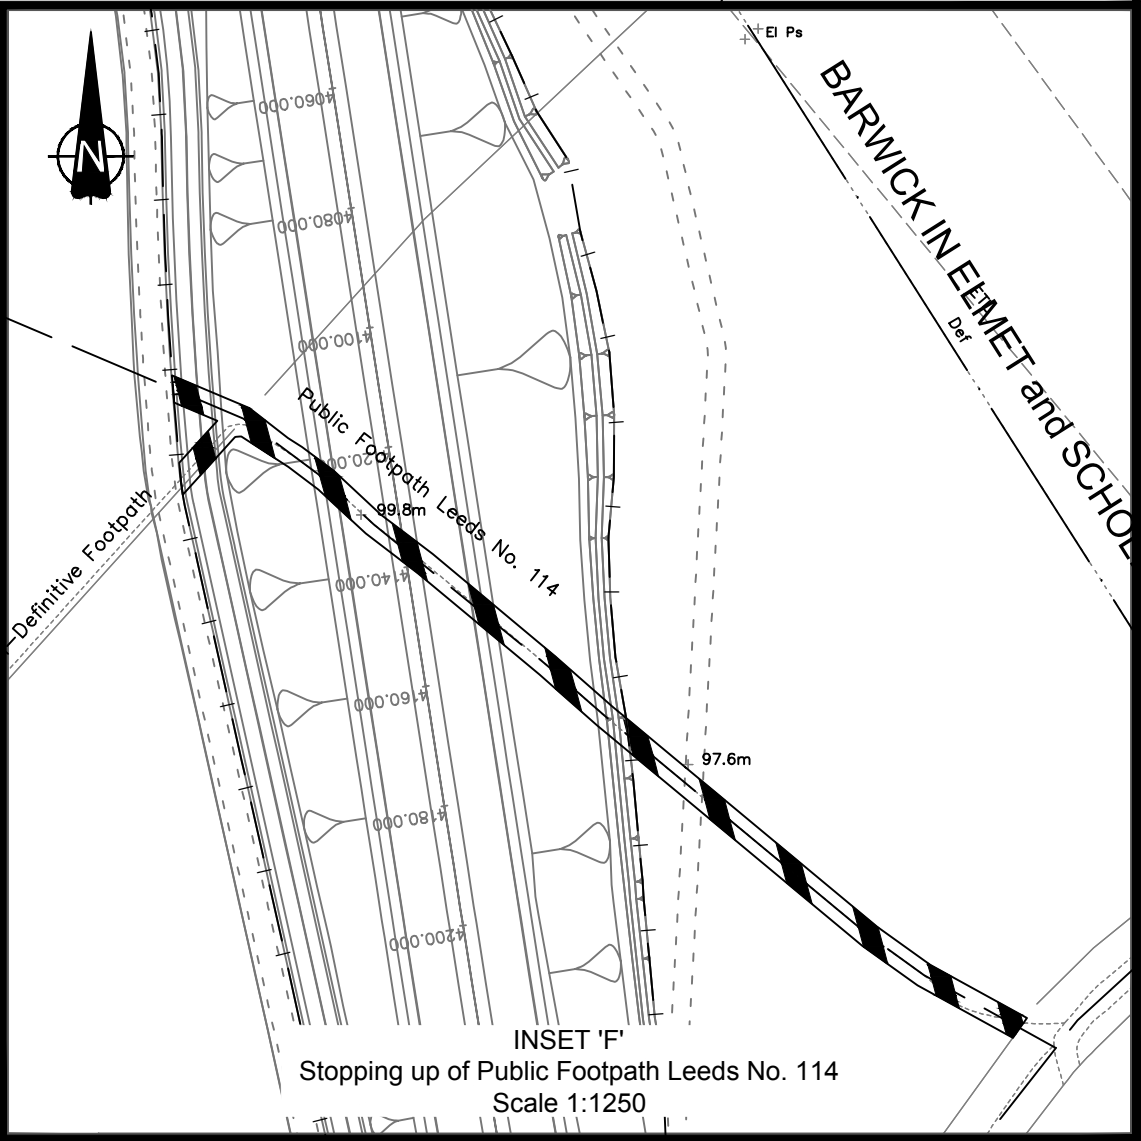 El Ps
N
4060.000
4080.000
4100.000
20.000
4140.000
4160.000
4180.000
4200.000
BARWICK IN ELMET and SCHOL
Def
Public Footpath Leeds No. 114
99.8m
97.6m
Definitive Footpath
INSET 'F'
Stopping up of Public Footpath Leeds No. 114
Scale 1:1250